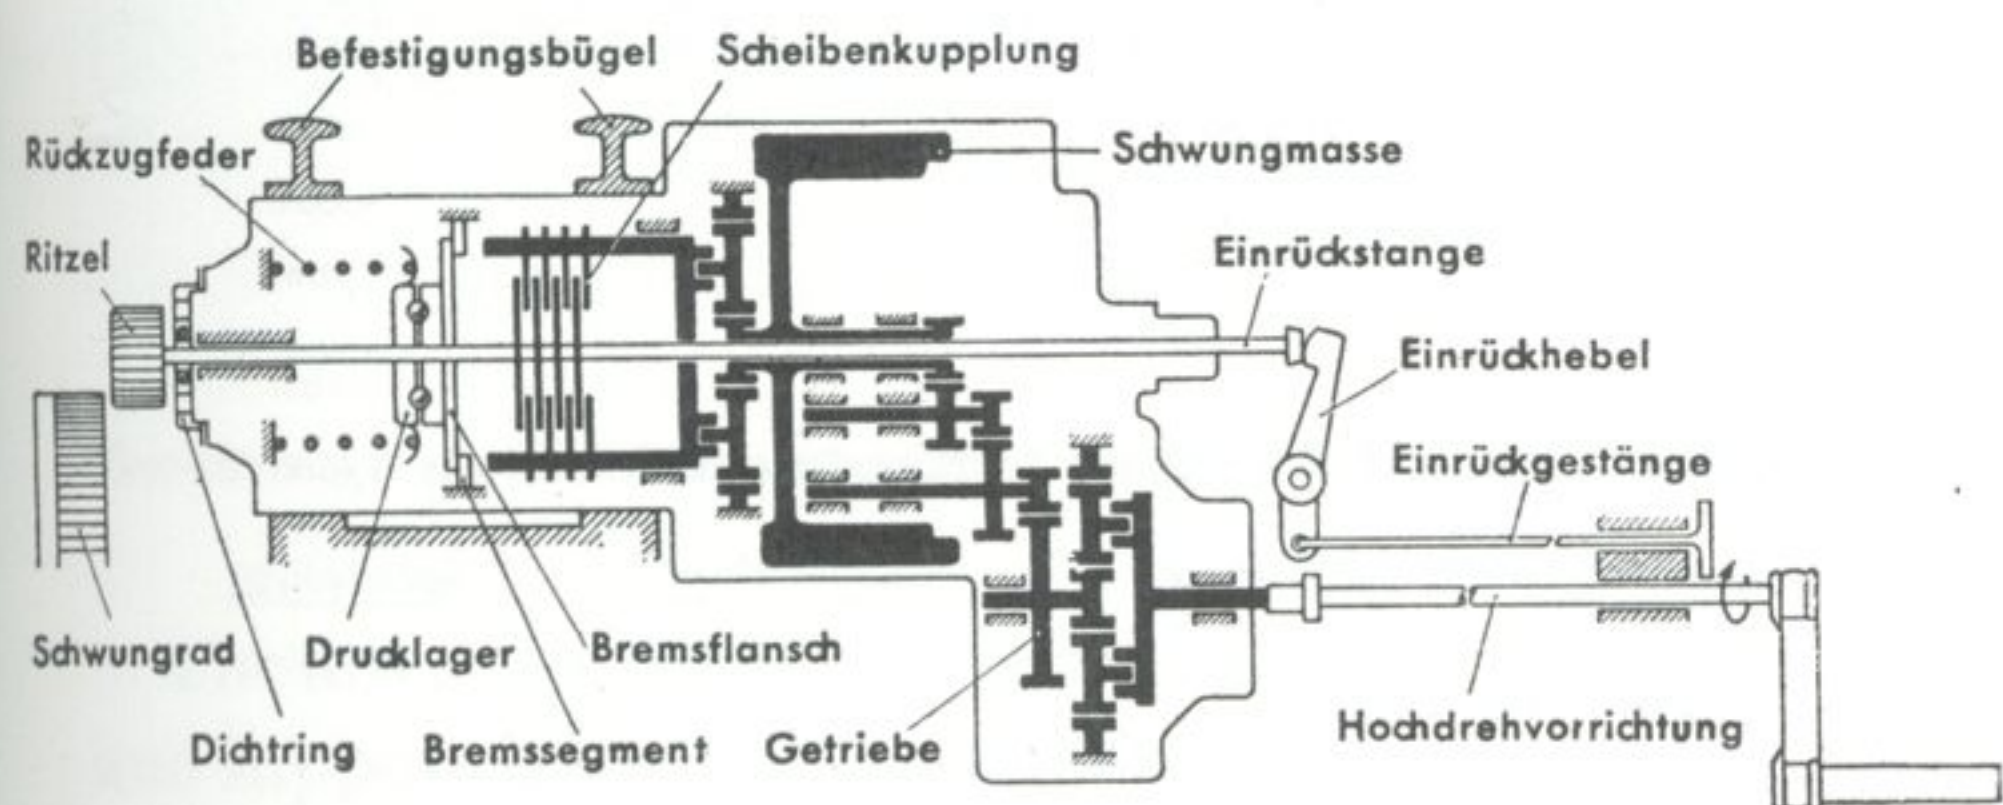 Befestigungsbügel
Scheibenkupplung
Rückzugfeder
Schwungmasse
Ritzel
Einrückstange
Einrückhebel
Einrückgestänge
Schwungrad
Drucklager
Bremsflansch
Dichtring
Bremssegment
Getriebe
Hochdrehvorrichtung